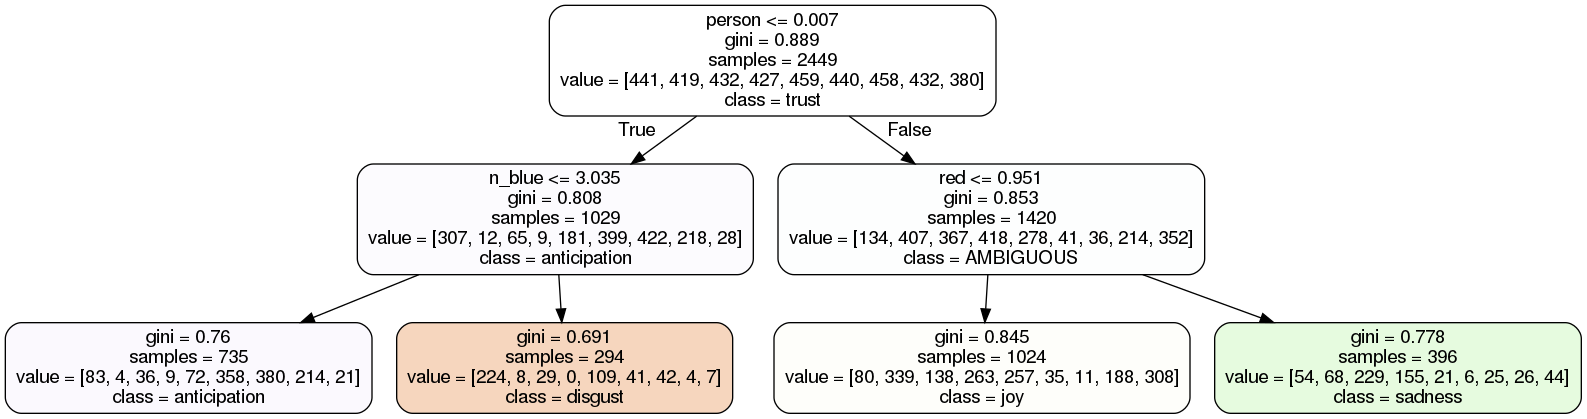 person <= 0.007
gini = 0.889
samples = 2449
value = [441, 419, 432, 427, 459, 440, 458, 432, 380]
class = trust
True
False
n_blue <= 3.035
gini = 0.808
samples = 1029
value = [307, 12, 65, 9, 181, 399, 422, 218, 28]
class = anticipation
red <= 0.951
gini = 0.853
samples = 1420
value = [134, 407, 367, 418, 278, 41, 36, 214, 352]
class = AMBIGUOUS
gini = 0.76
samples = 735
value = [83, 4, 36, 9, 72, 358, 380, 214, 21]
class = anticipation
gini = 0.691
samples = 294
value = [224, 8, 29, 0, 109, 41, 42, 4, 7]
class = disgust
gini = 0.845
samples = 1024
value = [80, 339, 138, 263, 257, 35, 11, 188, 308]
class = joy
gini = 0.778
samples = 396
value = [54, 68, 229, 155, 21, 6, 25, 26, 44]
class = sadness